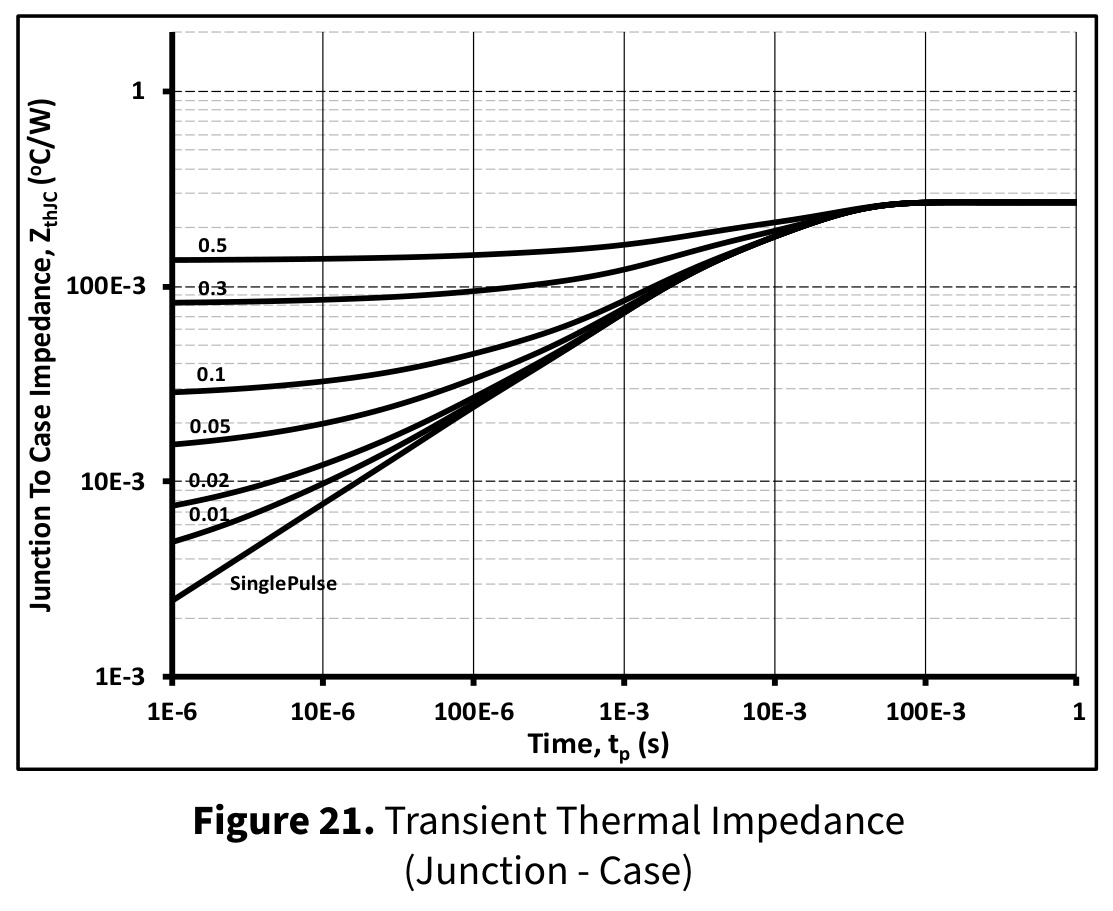 Junction To Case Impedance, ZthJC (ºC/W)
1
100E-3
10E-3
1E-3
0.5
0.3
0.1
0.05
0.02
0.01
SinglePulse
1E-6 10E-6 100E-6 1E-3 10E-3 100E-3 1
Time, tp (s)
Figure 21. Transient Thermal Impedance
(Junction - Case)